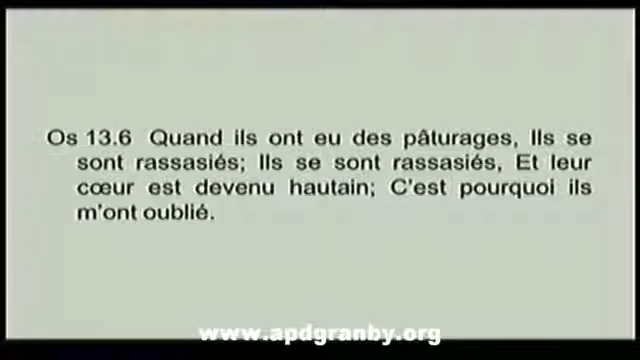 Os 13.6 Quand ils ont eu des pâturages, Ils se
sont rassasiés; Ils se sont rassasiés, Et leur
cœur est devenu hautain; C'est pourquoi ils
m'ont oublié.
www.apdgranby.org